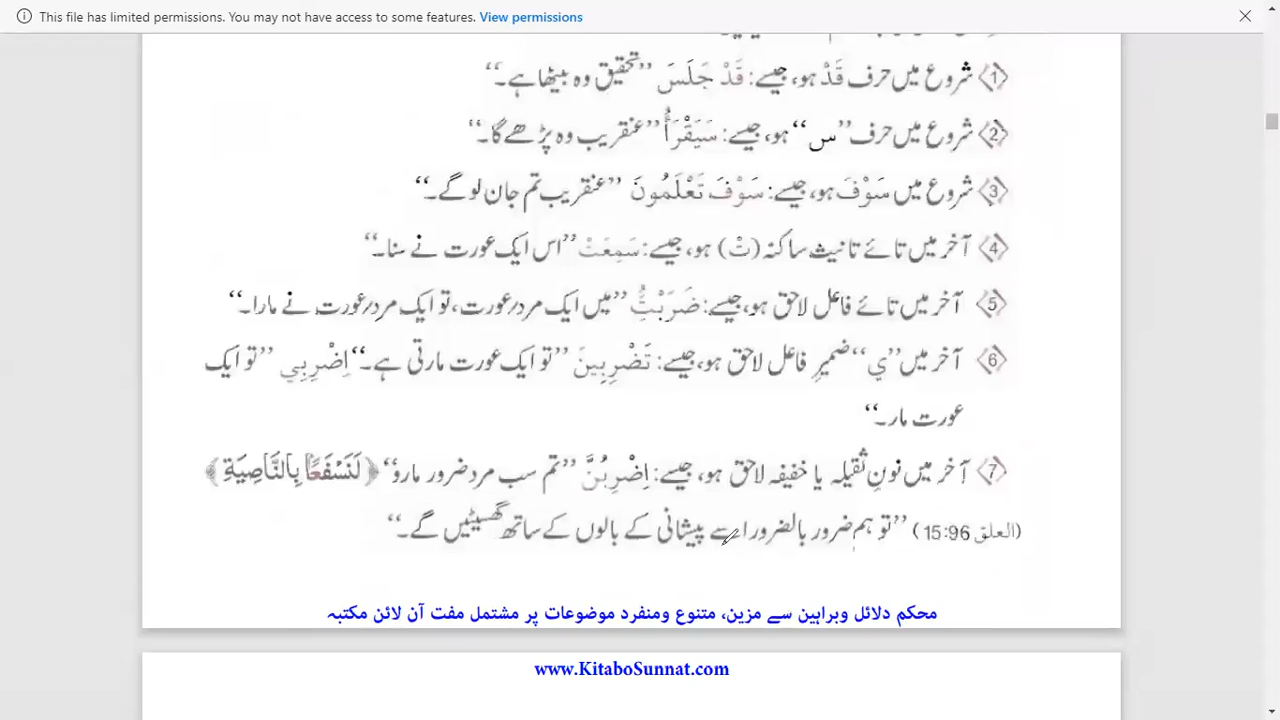 This file has limited permissions. You may not have access to some features. View permissions
⟨1⟩ شروع میں حرف قَدْ ہو، جیسے: قَدْ جَلَسَ ’’تحقیق وہ بیٹھا ہے۔‘‘
⟨2⟩ شروع میں حرف ’’س‘‘ ہو، جیسے: سَيَقْرَأُ ’’عنقریب وہ پڑھے گا۔‘‘
⟨3⟩ شروع میں سَوْفَ ہو، جیسے: سَوْفَ تَعْلَمُونَ ’’عنقریب تم جان لو گے۔‘‘
⟨4⟩ آخر میں تائے تانیث ساکنہ (تْ) ہو، جیسے: سَمِعَتْ ’’اس ایک عورت نے سنا۔‘‘
⟨5⟩ آخر میں تائے فاعل لاحق ہو، جیسے: ضَرَبْتُِ ’’میں ایک مرد/عورت، تو ایک مرد/عورت نے مارا۔‘‘
⟨6⟩ آخر میں ’’ي‘‘ ضمیرِ فاعل لاحق ہو، جیسے: تَضْرِبِينَ ’’تو ایک عورت مارتی ہے۔‘‘ اِضْرِبِي ’’تو ایک
عورت مار۔‘‘
⟨7⟩ آخر میں نونِ ثقیلہ یا خفیفہ لاحق ہو، جیسے: اِضْرِبُنَّ ’’تم سب مرد ضرور مارو‘‘ ﴿لَنَسْفَعًا بِالنَّاصِيَةِ﴾
(العلق 15:96) ’’تو ہم ضرور بالضرور اسے پیشانی کے بالوں کے ساتھ گھسیٹیں گے۔‘‘
محکم دلائل وبراہین سے مزین، متنوع ومنفرد موضوعات پر مشتمل مفت آن لائن مکتبہ
www.KitaboSunnat.com